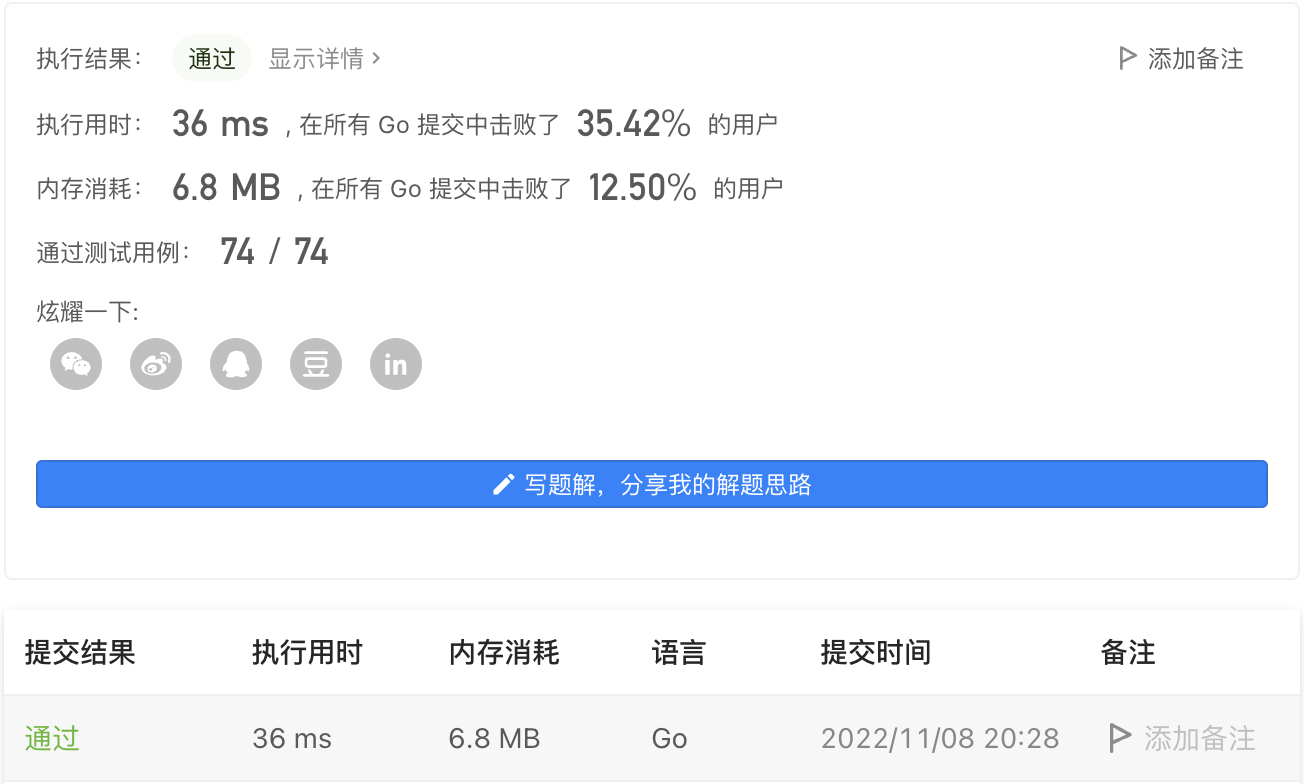 执行结果： 通过 显示详情 > 添加备注
执行用时： 36 ms , 在所有 Go 提交中击败了 35.42% 的用户
内存消耗： 6.8 MB , 在所有 Go 提交中击败了 12.50% 的用户
通过测试用例： 74 / 74
炫耀一下:
豆 in
写题解，分享我的解题思路
提交结果 执行用时 内存消耗 语言 提交时间 备注
通过 36 ms 6.8 MB Go 2022/11/08 20:28 添加备注